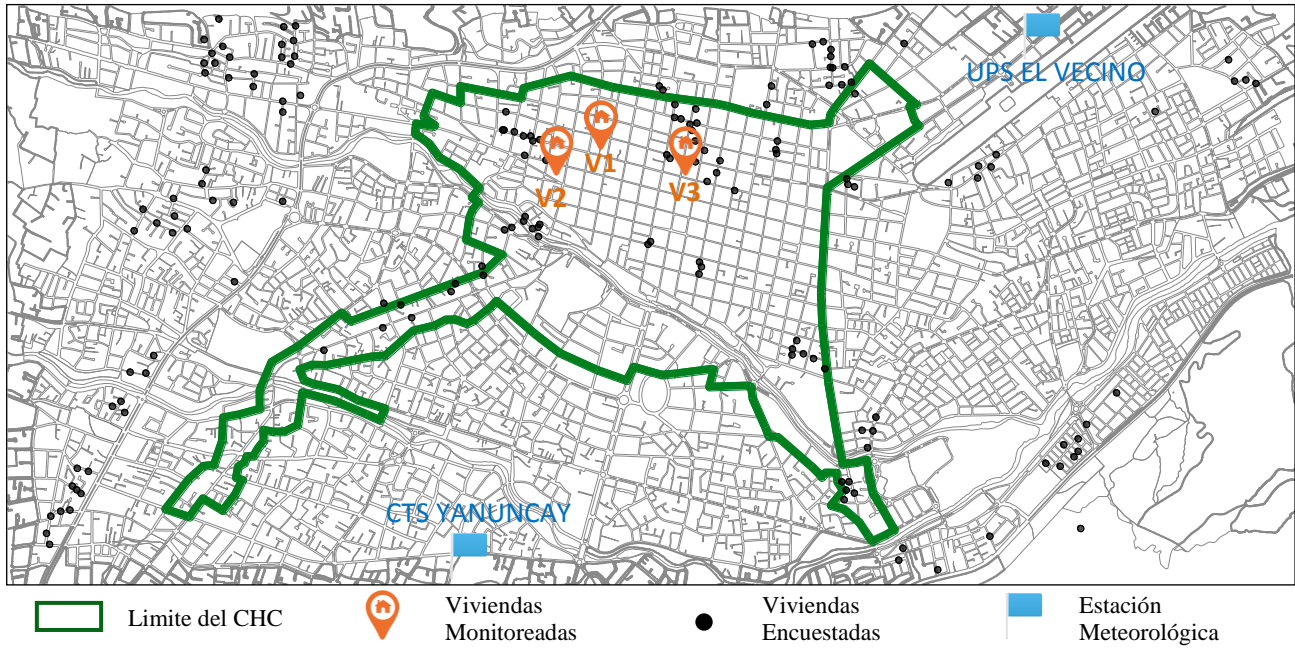 UPS EL VECINO
V1
V2
V3
CTS YANUNCAY
Limite del CHC
Viviendas
Monitoreadas
Viviendas
Encuestadas
Estación
Meteorológica